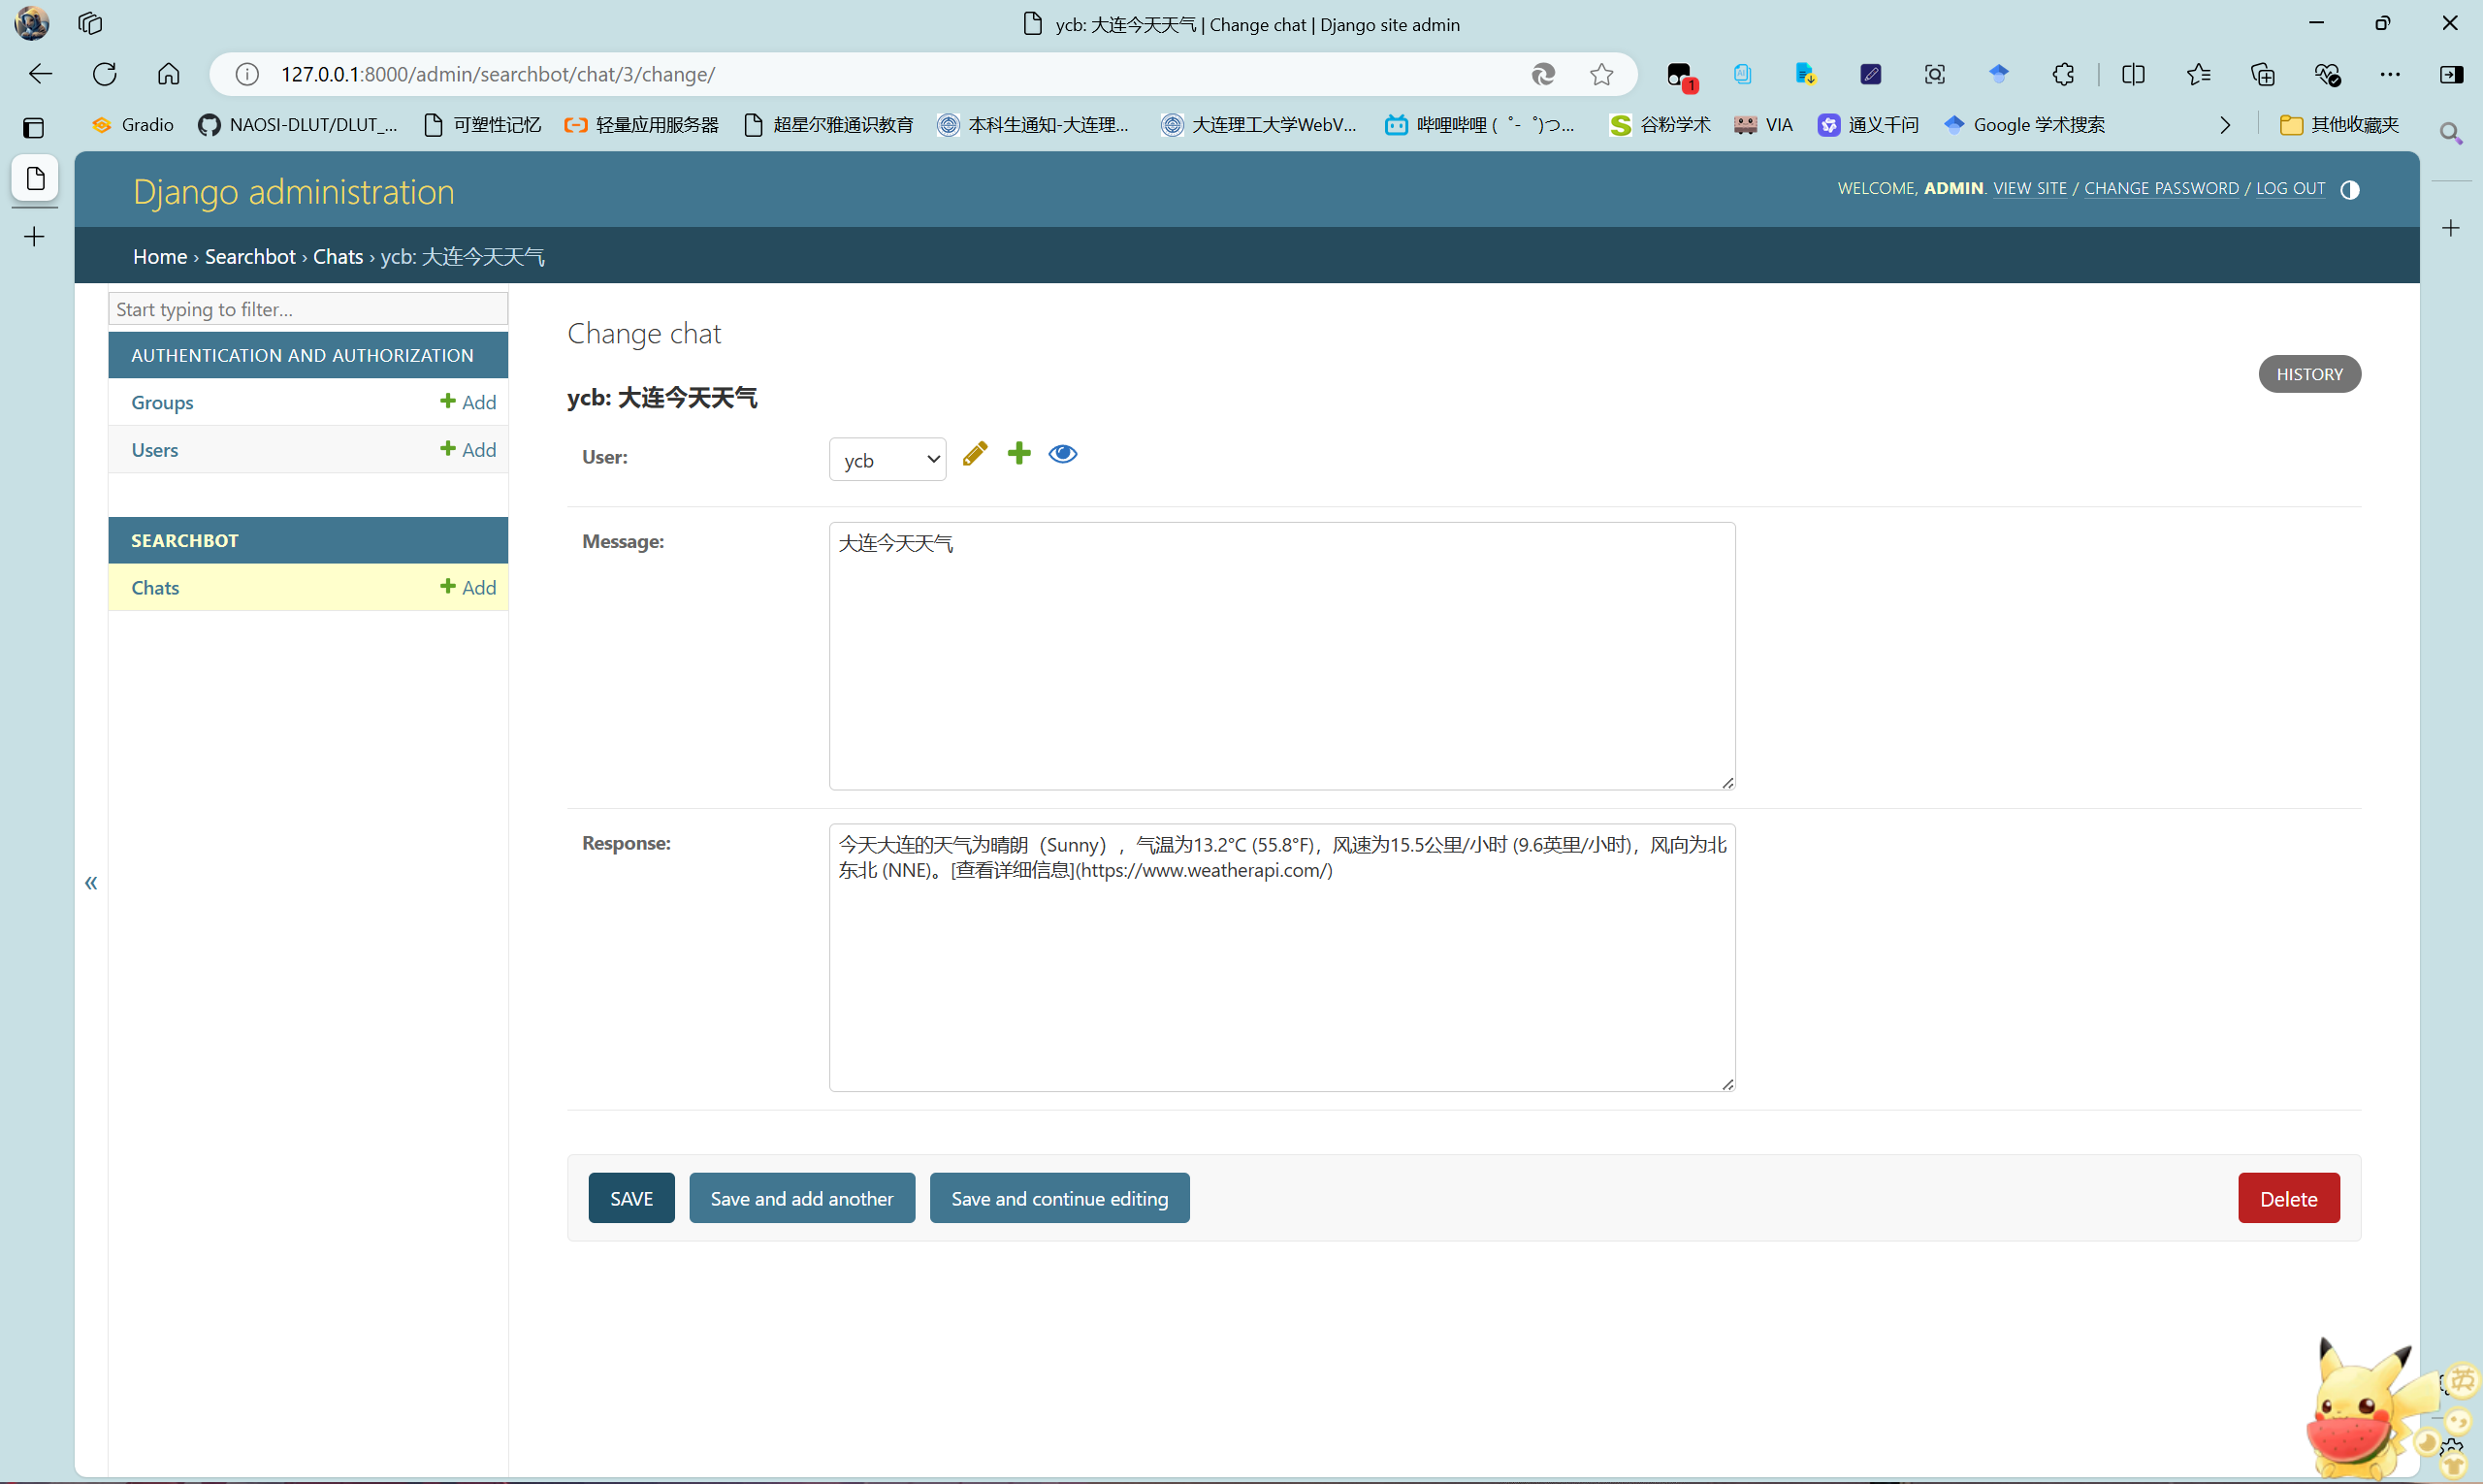 ycb: 大连今天天气 | Change chat | Django site admin
127.0.0.1:8000/admin/searchbot/chat/3/change/
1
Gradio
NAOSI-DLUT/DLUT_...
可塑性记忆
轻量应用服务器
超星尔雅通识教育
本科生通知-大连理...
大连理工大学WebV...
哔哩哔哩 ( ゜- ゜)つ...
谷粉学术
VIA
通义千问
Google 学术搜索
其他收藏夹
Django administration
WELCOME, ADMIN. VIEW SITE / CHANGE PASSWORD / LOG OUT
Home › Searchbot › Chats › ycb: 大连今天天气
Start typing to filter...
AUTHENTICATION AND AUTHORIZATION
Groups
Add
Users
Add
SEARCHBOT
Chats
Add
«
Change chat
HISTORY
ycb: 大连今天天气
User:
ycb
Message:
大连今天天气
Response:
今天大连的天气为晴朗（Sunny），气温为13.2°C (55.8°F)，风速为15.5公里/小时 (9.6英里/小时)，风向为北
东北 (NNE)。[查看详细信息](https://www.weatherapi.com/)
SAVE
Save and add another
Save and continue editing
Delete
英